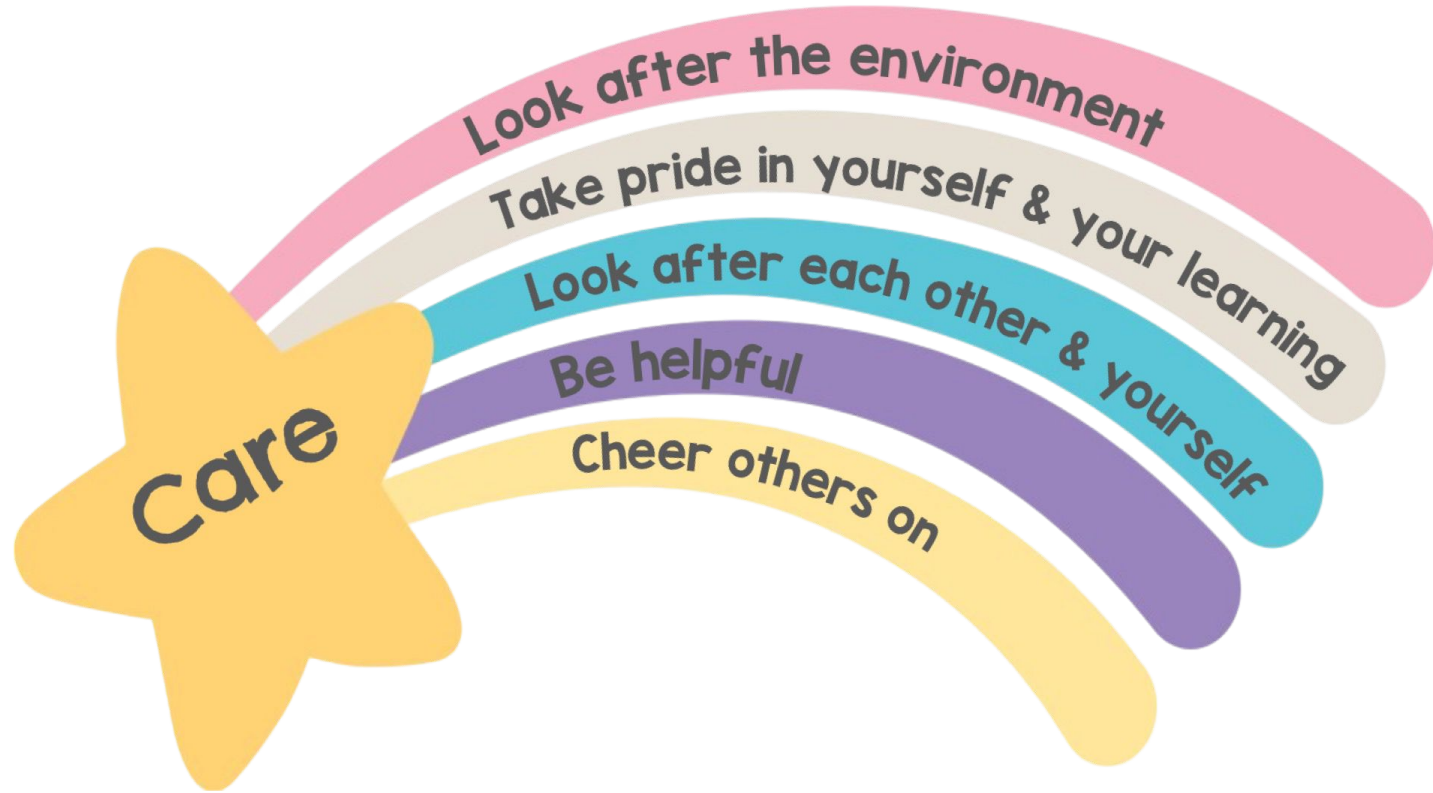 Look after the environment
Take pride in yourself & your learning
Look after each other & yourself
Be helpful
Cheer others on
Care